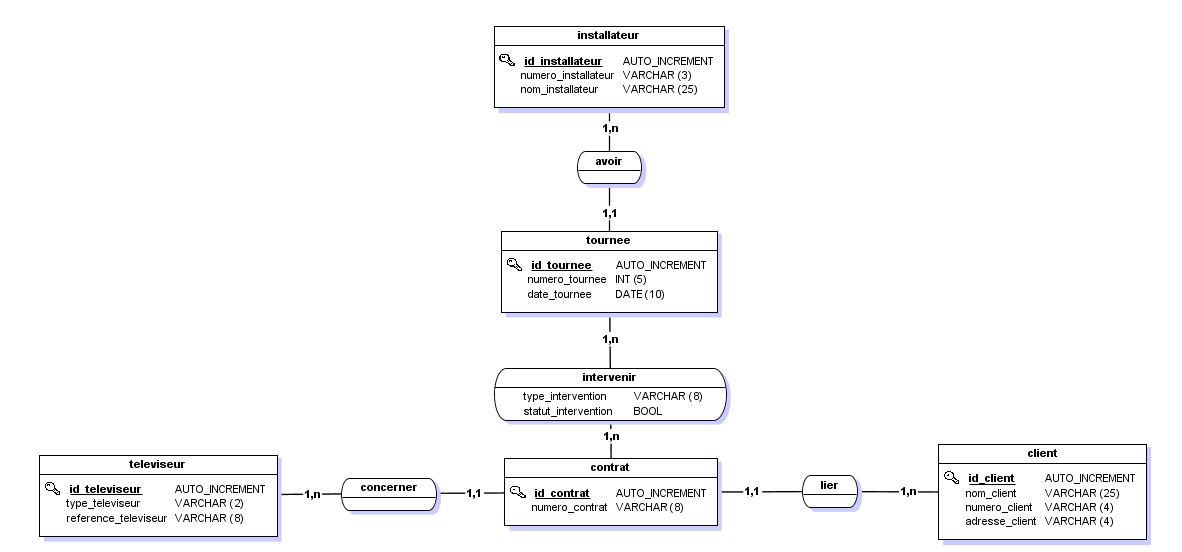 installateur
id_installateur AUTO_INCREMENT
numero_installateur VARCHAR (3)
nom_installateur VARCHAR (25)
1,n
avoir
1,1
tournee
id_tournee AUTO_INCREMENT
numero_tournee INT (5)
date_tournee DATE (10)
1,n
intervenir
type_intervention VARCHAR (8)
statut_intervention BOOL
1,n
televiseur
id_televiseur AUTO_INCREMENT
type_televiseur VARCHAR (2)
reference_televiseur VARCHAR (8)
1,n
concerner
1,1
contrat
id_contrat AUTO_INCREMENT
numero_contrat VARCHAR (8)
1,1
lier
1,n
client
id_client AUTO_INCREMENT
nom_client VARCHAR (25)
numero_client VARCHAR (4)
adresse_client VARCHAR (4)